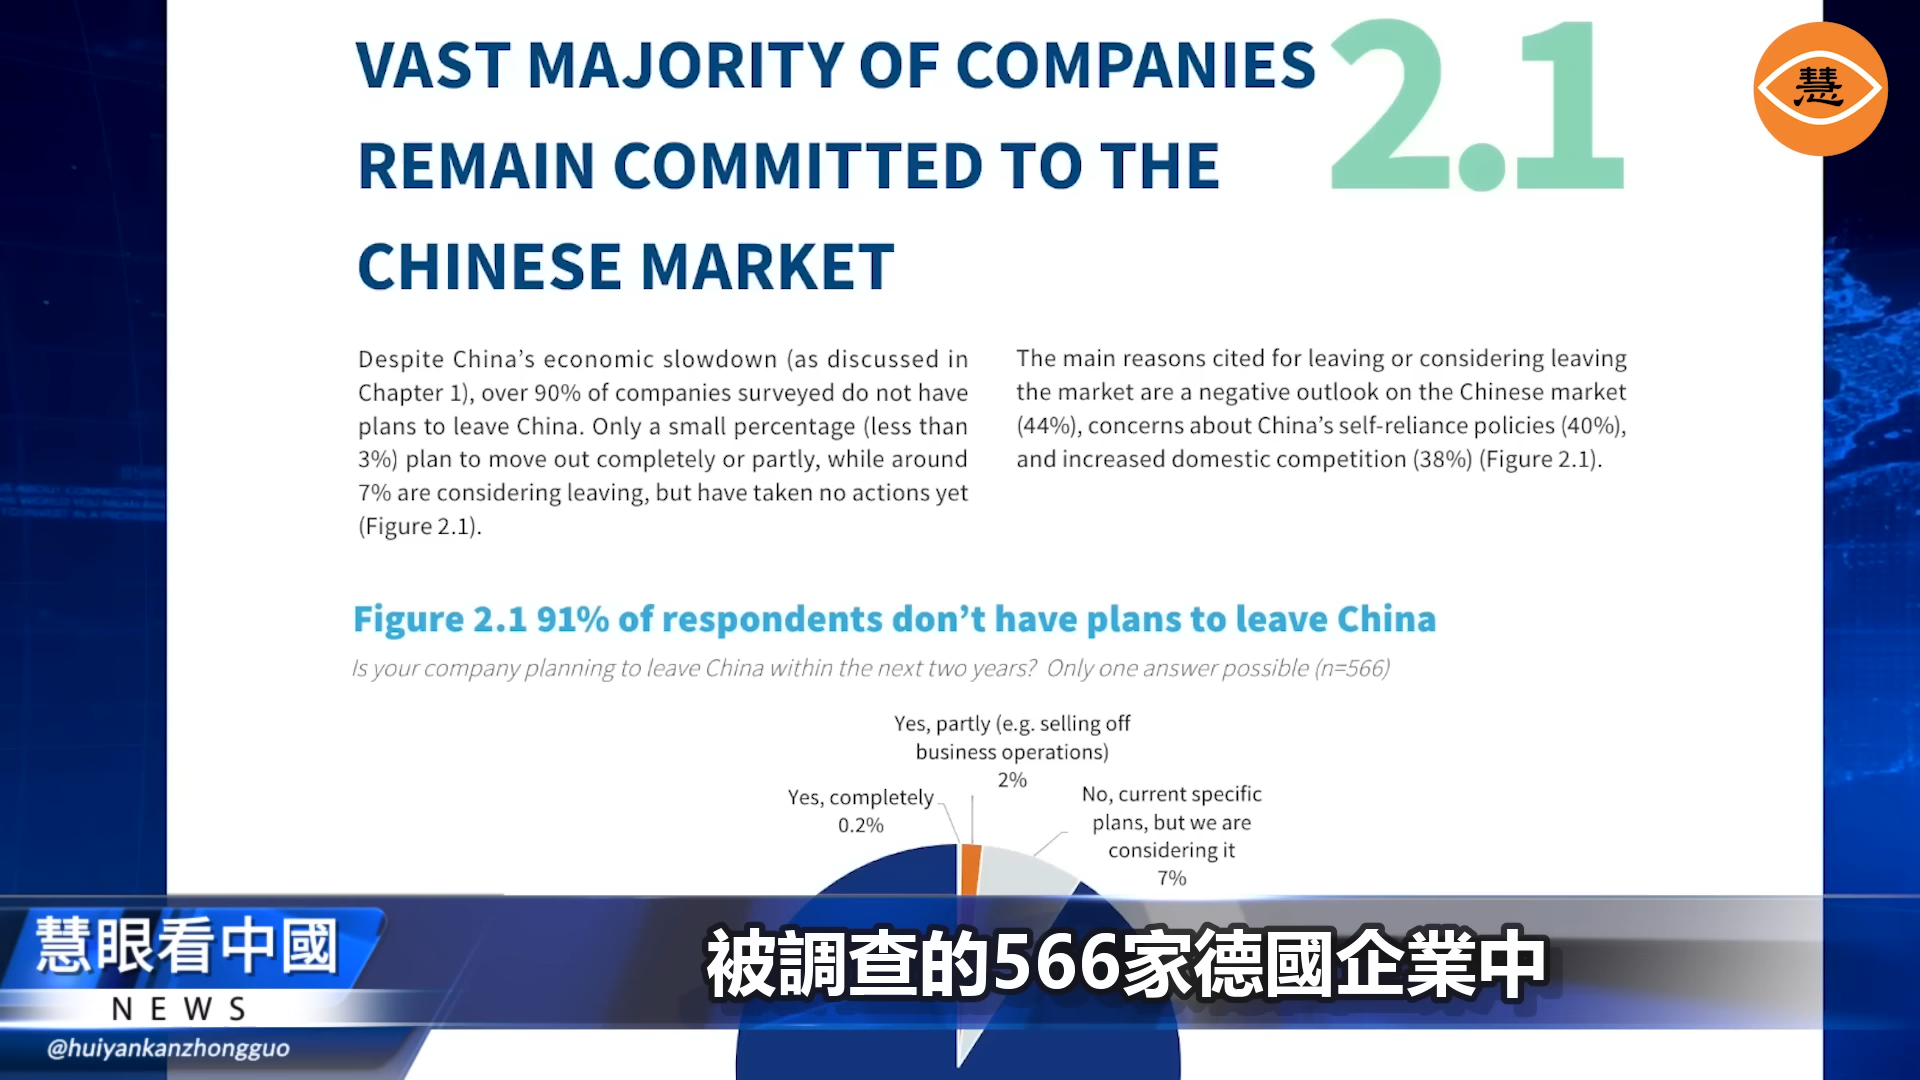 VAST MAJORITY OF COMPANIES
REMAIN COMMITTED TO THE
CHINESE MARKET
2.1
慧
Despite China’s economic slowdown (as discussed in
Chapter 1), over 90% of companies surveyed do not have
plans to leave China. Only a small percentage (less than
3%) plan to move out completely or partly, while around
7% are considering leaving, but have taken no actions yet
(Figure 2.1).
The main reasons cited for leaving or considering leaving
the market are a negative outlook on the Chinese market
(44%), concerns about China’s self-reliance policies (40%),
and increased domestic competition (38%) (Figure 2.1).
Figure 2.1 91% of respondents don’t have plans to leave China
Is your company planning to leave China within the next two years? Only one answer possible (n=566)
Yes, partly (e.g. selling off
business operations)
2%
Yes, completely
0.2%
No, current specific
plans, but we are
considering it
7%
慧眼看中國
NEWS
@huiyankanzhongguo
被調查的566家德國企業中